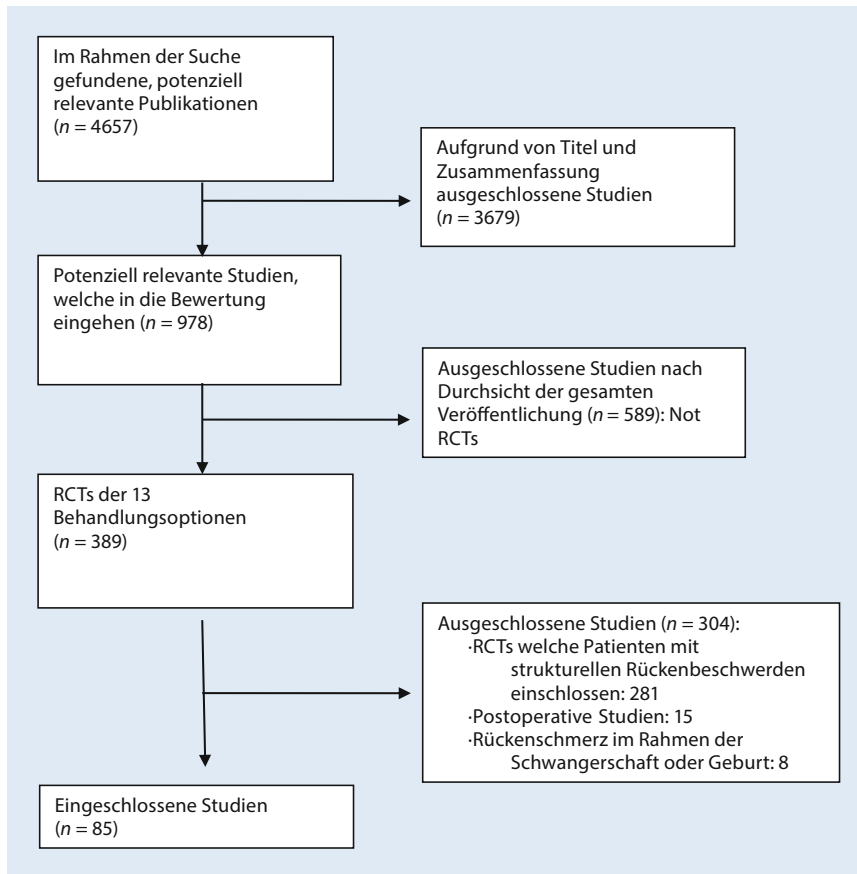 Im Rahmen der Suche
gefundene, potenziell
relevante Publikationen
(n = 4657)
Aufgrund von Titel und
Zusammenfassung
ausgeschlossene Studien
(n = 3679)
Potenziell relevante Studien,
welche in die Bewertung
eingehen (n = 978)
Ausgeschlossene Studien nach
Durchsicht der gesamten
Veröffentlichung (n = 589): Not
RCTs
RCTs der 13
Behandlungsoptionen
(n = 389)
Ausgeschlossene Studien (n = 304):
·RCTs welche Patienten mit
strukturellen Rückenbeschwerden
einschlossen: 281
·Postoperative Studien: 15
·Rückenschmerz im Rahmen der
Schwangerschaft oder Geburt: 8
Eingeschlossene Studien
(n = 85)